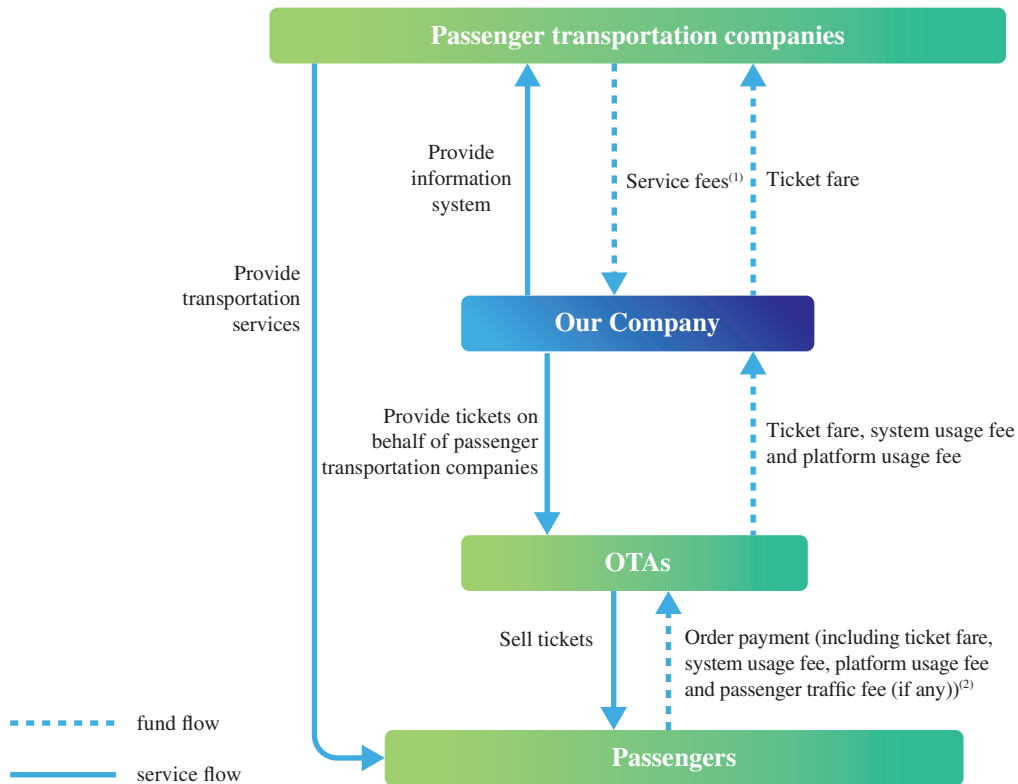 Passenger transportation companies
Provide
information
system
Service fees(1)
Ticket fare
Provide
transportation
services
Our Company
Provide tickets on
behalf of passenger
transportation companies
Ticket fare, system usage fee
and platform usage fee
OTAs
Sell tickets
Order payment (including ticket fare,
system usage fee, platform usage fee
and passenger traffic fee (if any))(2)
fund flow
Passengers
service flow